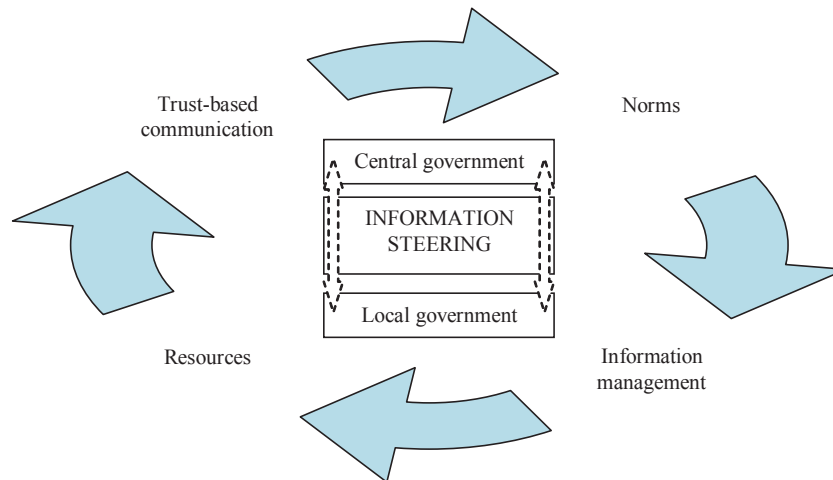 Trust-based
communication
Norms
Central government
INFORMATION
STEERING
Local government
Resources
Information
management